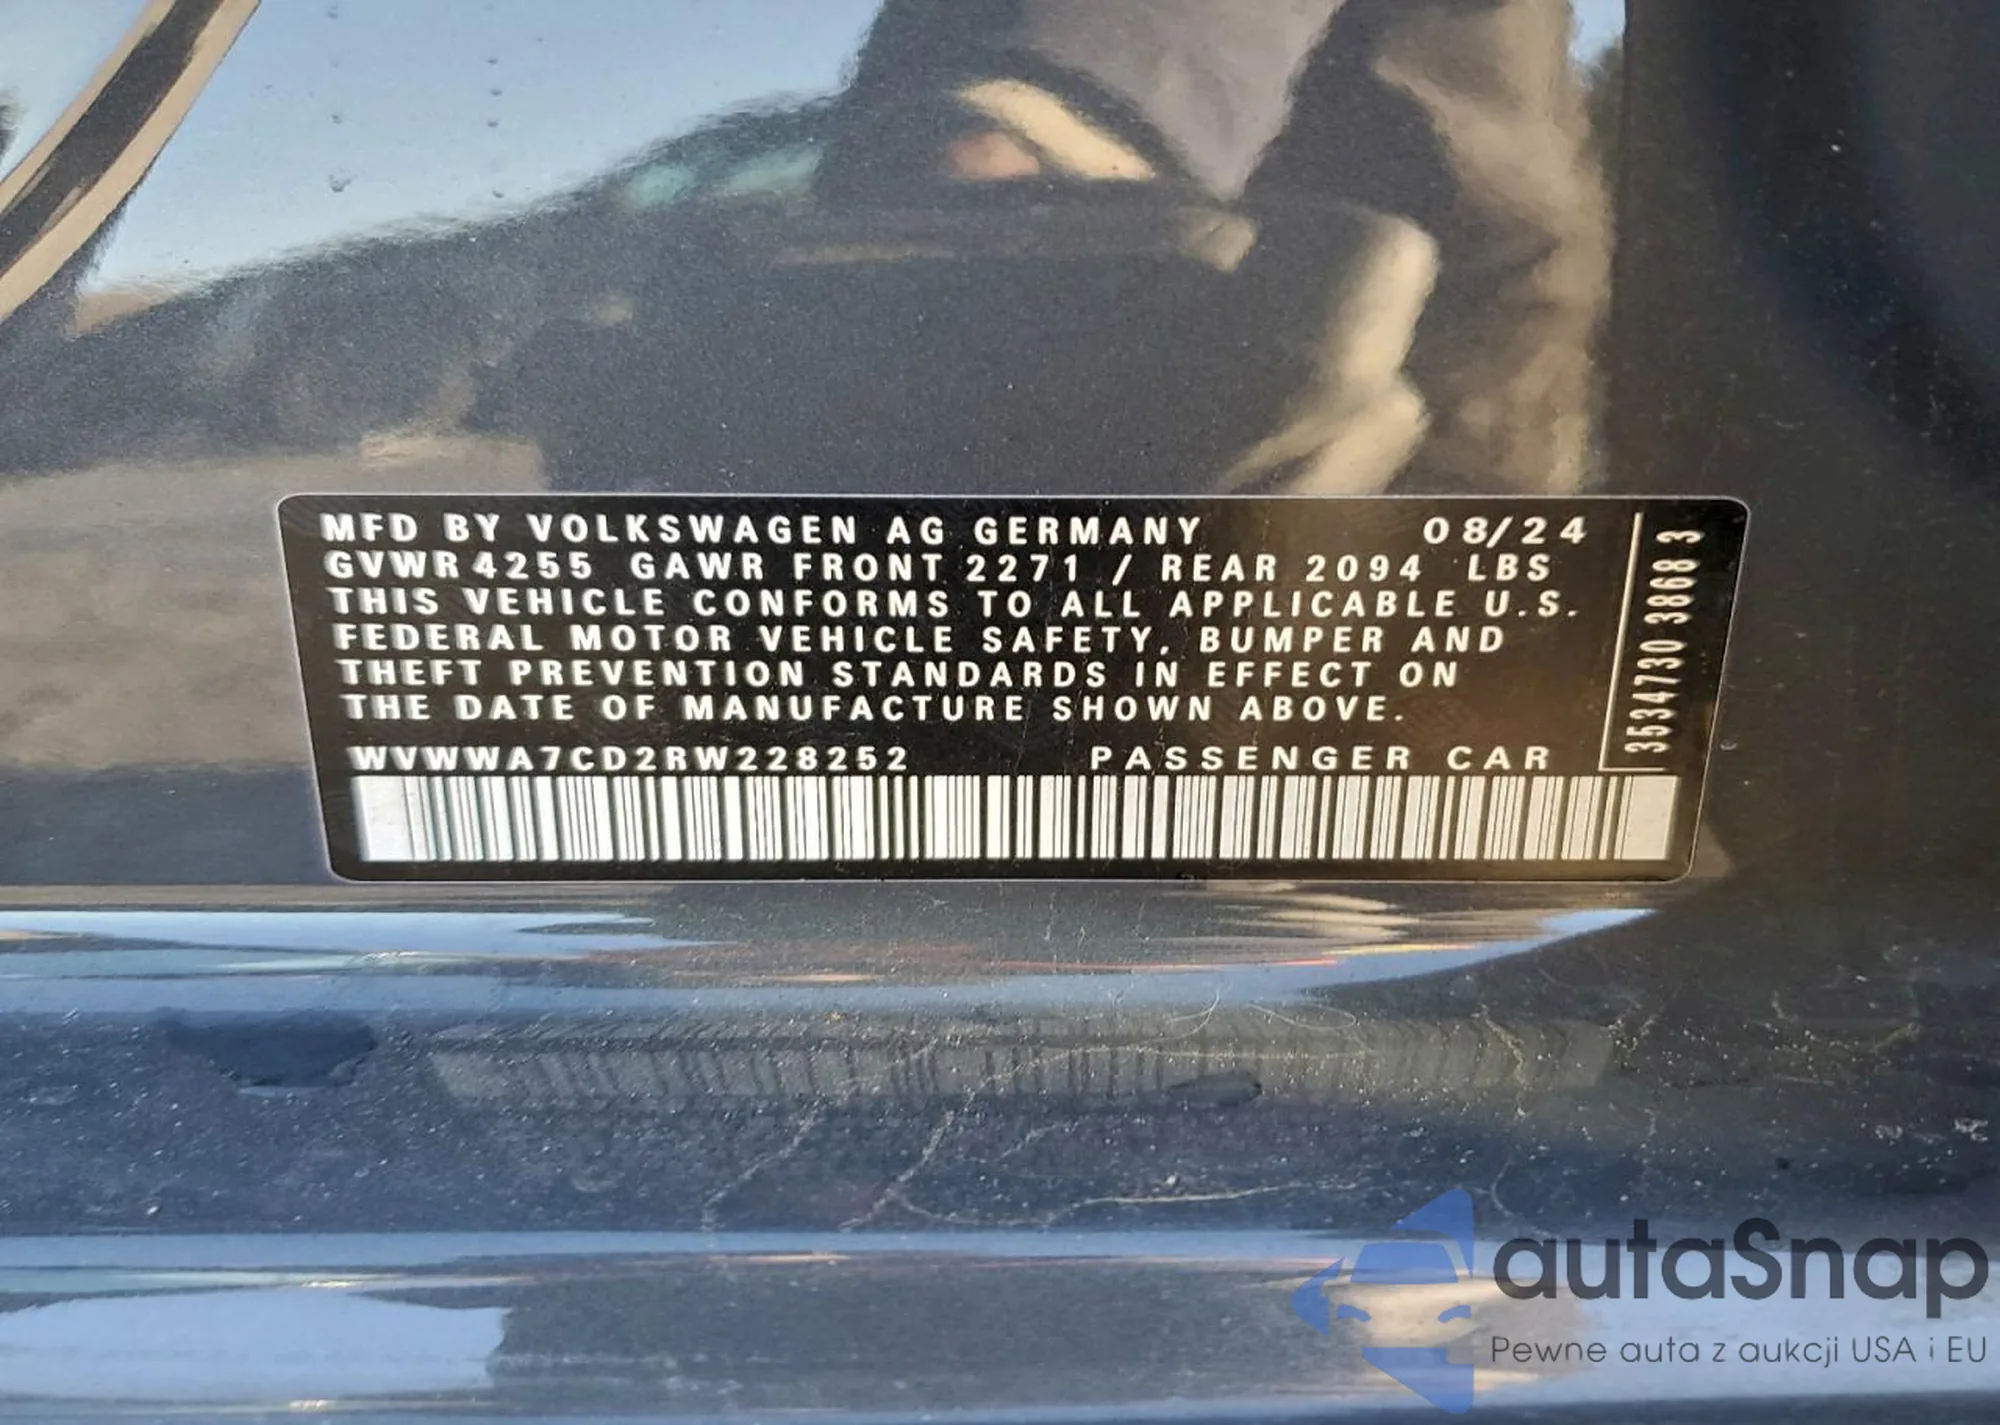 MFD BY VOLKSWAGEN AG GERMANY 08/24
GVWR 4255 GAWR FRONT 2271 / REAR 2094 LBS
THIS VEHICLE CONFORMS TO ALL APPLICABLE U.S.
FEDERAL MOTOR VEHICLE SAFETY, BUMPER AND
THEFT PREVENTION STANDARDS IN EFFECT ON
THE DATE OF MANUFACTURE SHOWN ABOVE.
WVWWA7CD2RW228252 PASSENGER CAR
3534730 3868 3
autaSnap
Pewne auta z aukcji USA i EU